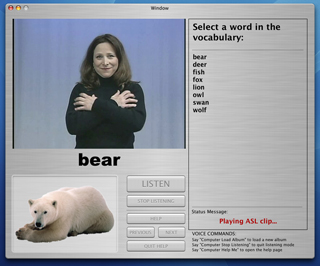 Window
Select a word in the
vocabulary:
bear
deer
fish
fox
lion
owl
swan
wolf
bear
LISTEN
STOP LISTENING
HELP
PREVIOUS
NEXT
QUIT HELP
Status Message:
Playing ASL clip...
VOICE COMMANDS:
Say "Computer Load Album" to load a new album
Say "Computer Stop Listening" to quit listening mode
Say "Computer Help Me" to open the help page